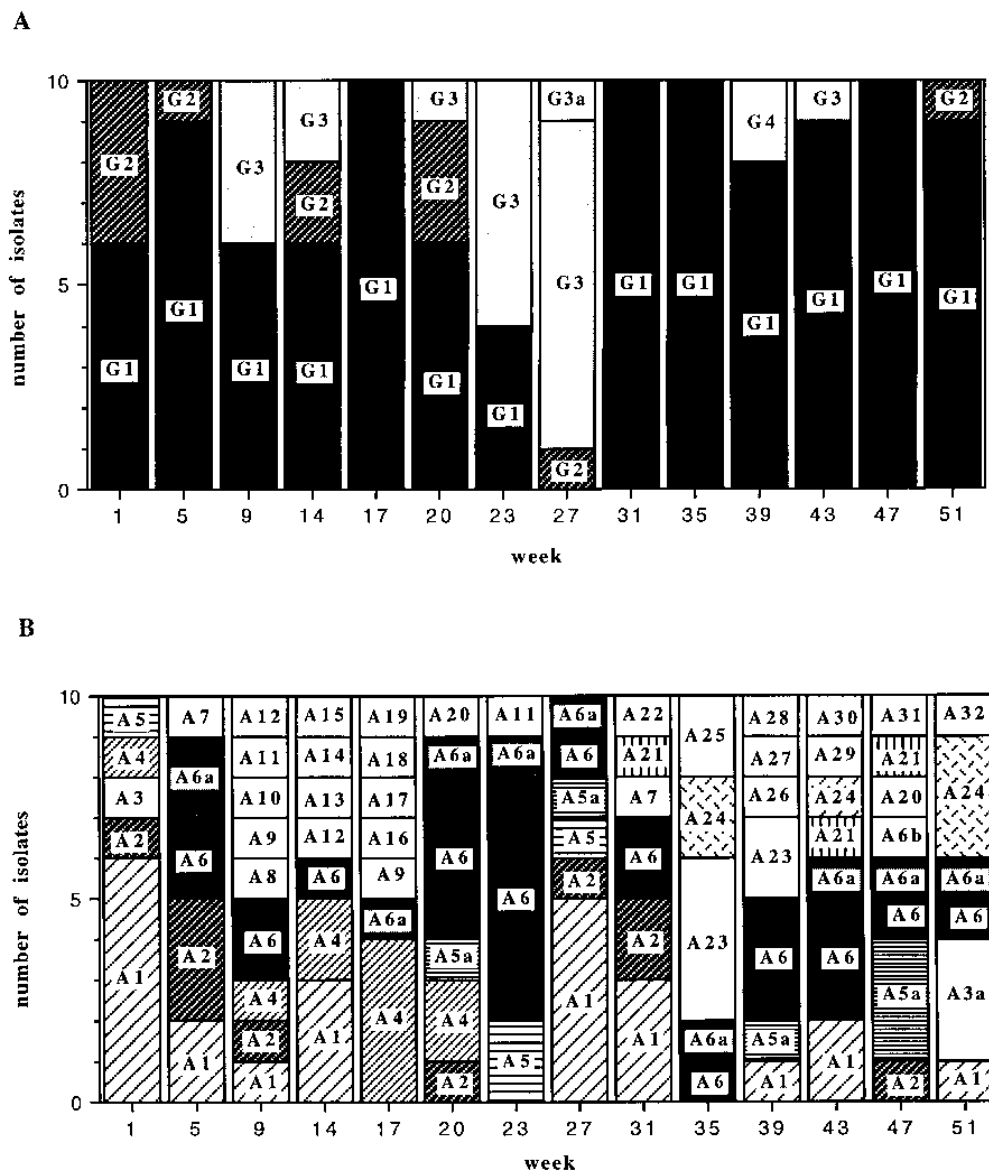 A
10
G2
G3
G3
G3a
G3
G2
G4
G3
G2
G2
G3
G2
G3
G3
number of isolates
5
G1
G1
G1
G1
G1
G1
G1
G1
G1
G1
G1
G1
G1
G2
0
1 5 9 14 17 20 23 27 31 35 39 43 47 51
week
B
10
A5 A7 A12 A15 A19 A20 A11 A6a A22 A25 A28 A30 A31 A32
A4 A6a A11 A14 A18 A6a A6a A6 A21 A24 A27 A29 A21 A24
A3 A6 A10 A13 A17 A6 A6 A5a A7 A23 A26 A24 A20 A6a
A2 A2 A9 A12 A16 A5a A5 A5 A6 A6a A23 A21 A6b A6
A1 A1 A8 A6 A9 A4 A2 A2 A6 A6 A6a A6a A3a
A6 A4 A6a A2 A1 A1 A5a A6 A6 A1
A4 A1 A4 A1 A1 A5a
A2 A2
A1
number of isolates
5
0
1 5 9 14 17 20 23 27 31 35 39 43 47 51
week